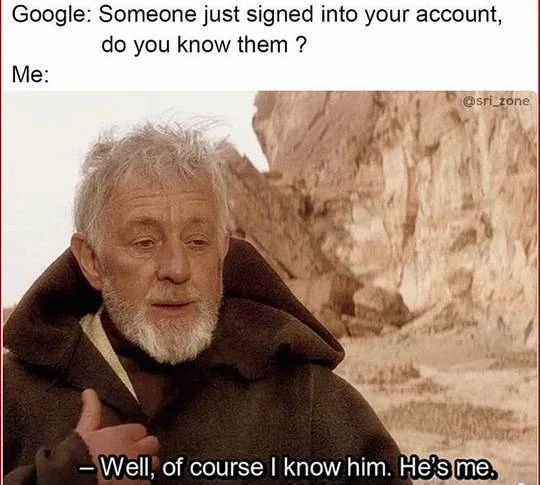 Google: Someone just signed into your account,
do you know them ?
Me:
@sri_zone
– Well, of course I know him. He's me.